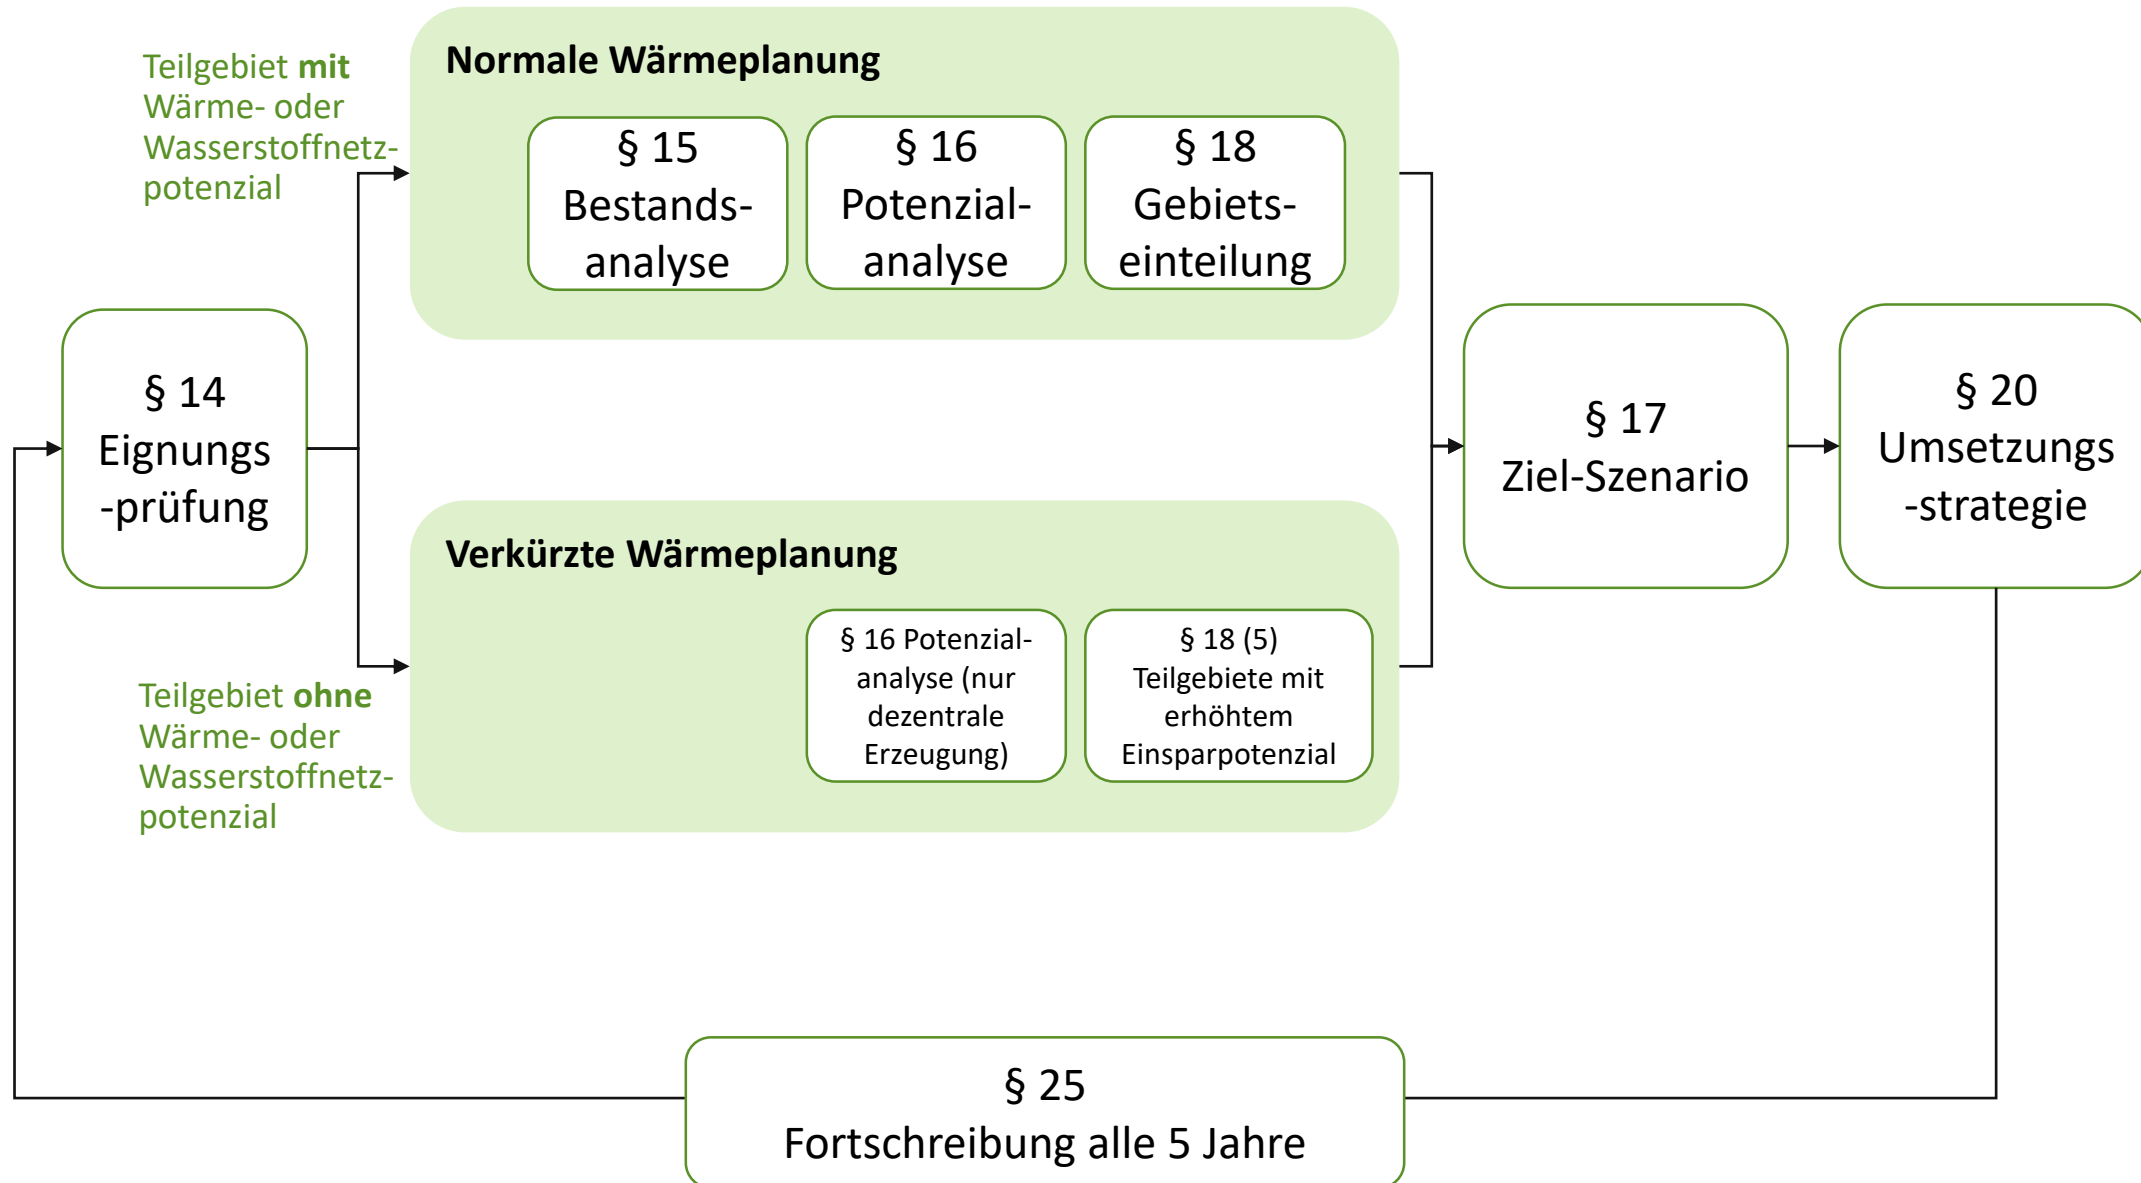 Teilgebiet mit
Wärme- oder
Wasserstoffnetz-
potenzial
Normale Wärmeplanung
§ 15
Bestands-
analyse
§ 16
Potenzial-
analyse
§ 18
Gebiets-
einteilung
§ 14
Eignungs
-prüfung
§ 17
Ziel-Szenario
§ 20
Umsetzungs
-strategie
Teilgebiet ohne
Wärme- oder
Wasserstoffnetz-
potenzial
Verkürzte Wärmeplanung
§ 16 Potenzial-
analyse (nur
dezentrale
Erzeugung)
§ 18 (5)
Teilgebiete mit
erhöhtem
Einsparpotenzial
§ 25
Fortschreibung alle 5 Jahre